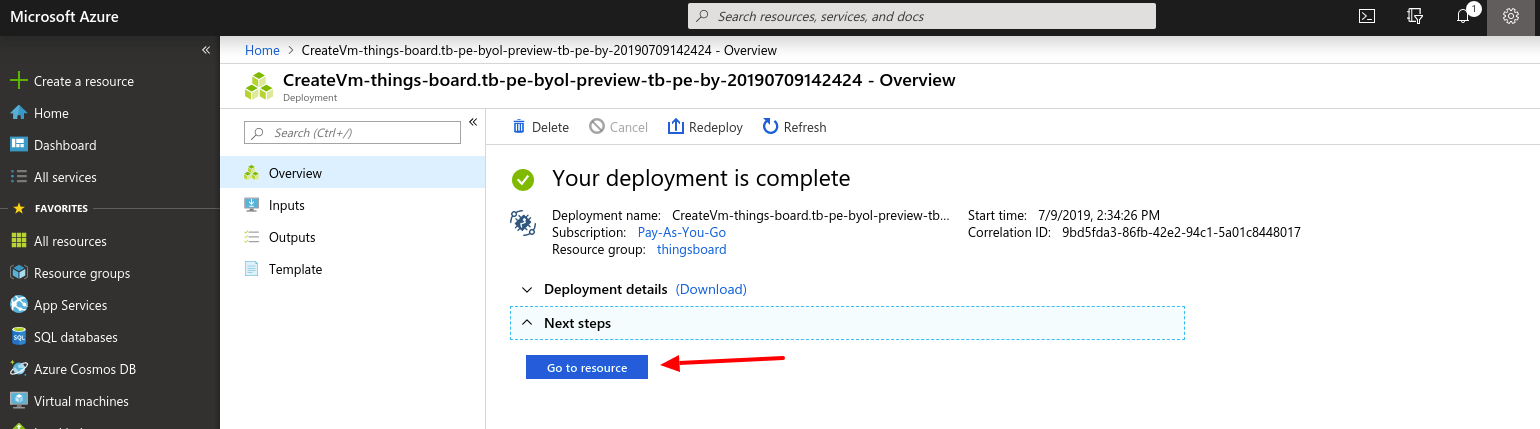 Microsoft Azure
Search resources, services, and docs
1
«
Create a resource
Home
Dashboard
All services
FAVORITES
All resources
Resource groups
App Services
SQL databases
Azure Cosmos DB
Virtual machines
Home > CreateVm-things-board.tb-pe-byol-preview-tb-pe-by-20190709142424 - Overview
CreateVm-things-board.tb-pe-byol-preview-tb-pe-by-20190709142424 - Overview
Deployment
Search (Ctrl+/)
«
Overview
Inputs
Outputs
Template
Delete Cancel Redeploy Refresh
Your deployment is complete
Deployment name: CreateVm-things-board.tb-pe-byol-preview-tb...
Subscription: Pay-As-You-Go
Resource group: thingsboard
Start time: 7/9/2019, 2:34:26 PM
Correlation ID: 9bd5fda3-86fb-42e2-94c1-5a01c8448017
Deployment details (Download)
Next steps
Go to resource